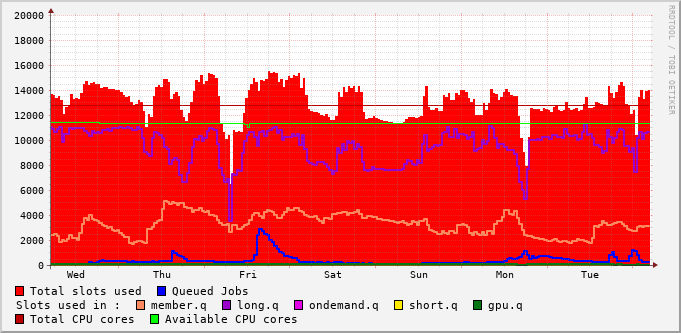 20000
18000
16000
14000
12000
10000
8000
6000
4000
2000
0
Wed Thu Fri Sat Sun Mon Tue
RRDTOOL / TOBI OETIKER
Total slots used Queued Jobs
Slots used in : member.q long.q ondemand.q short.q gpu.q
Total CPU cores Available CPU cores